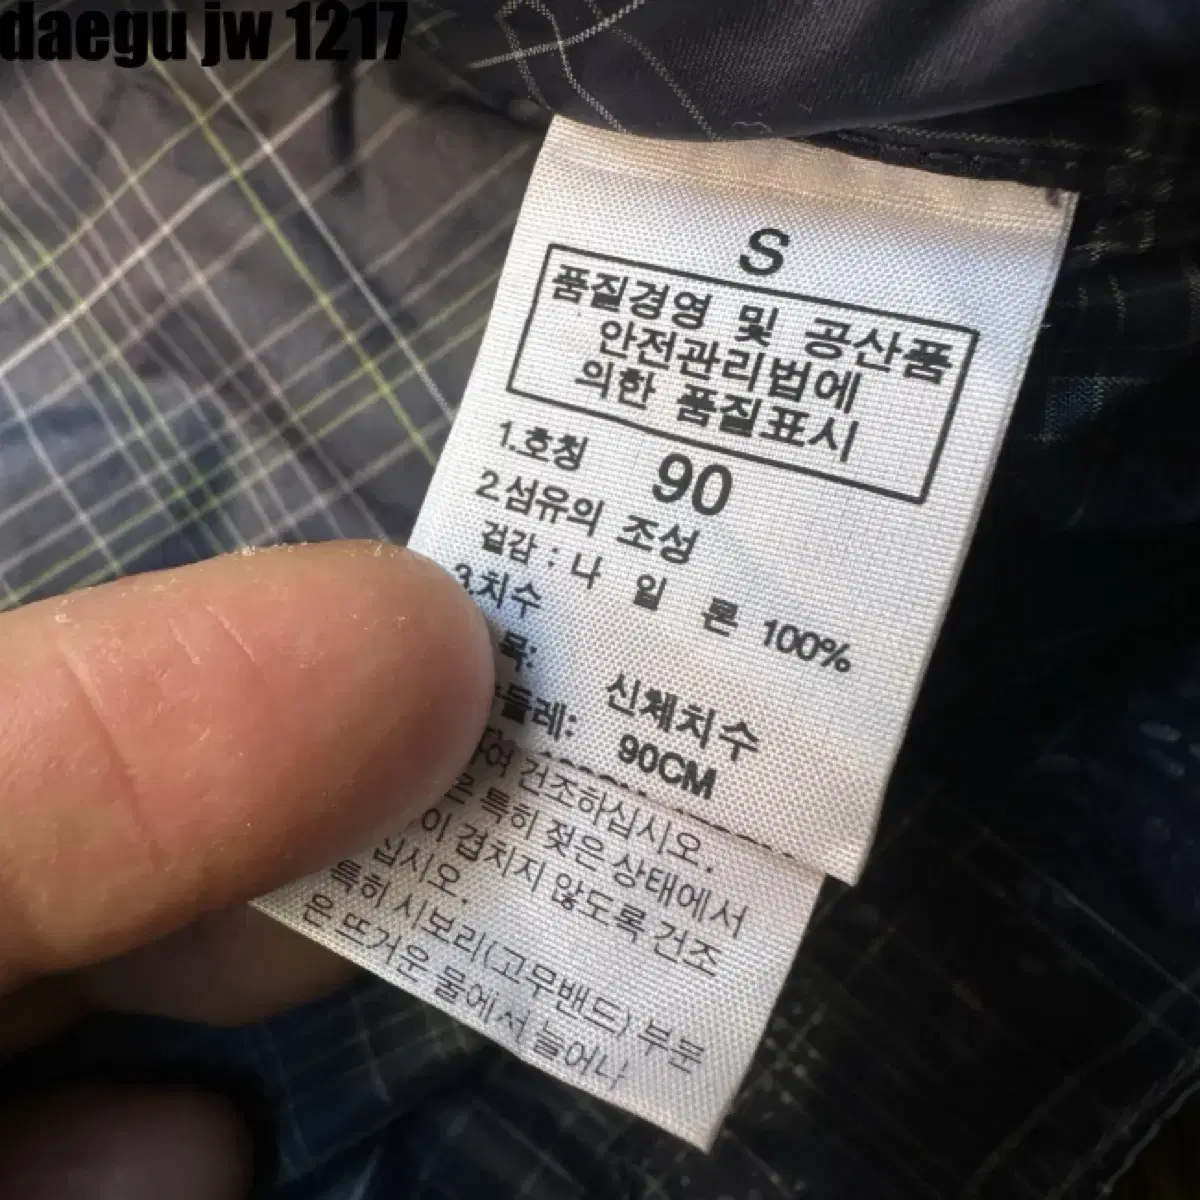 daegu jw 1217
S
품질경영 및 공산품
안전관리법에
의한 품질표시
1.호칭 90
2.섬유의 조성
겉감 : 나 일 론 100%
3.치수
목: 신체치수
둘레: 90CM
건조하십시오.
특히 젖은 상태에서
이 겹치지 않도록 건조
십시오.
특히 시보리(고무밴드) 부분
은 뜨거운 물에서 늘어나